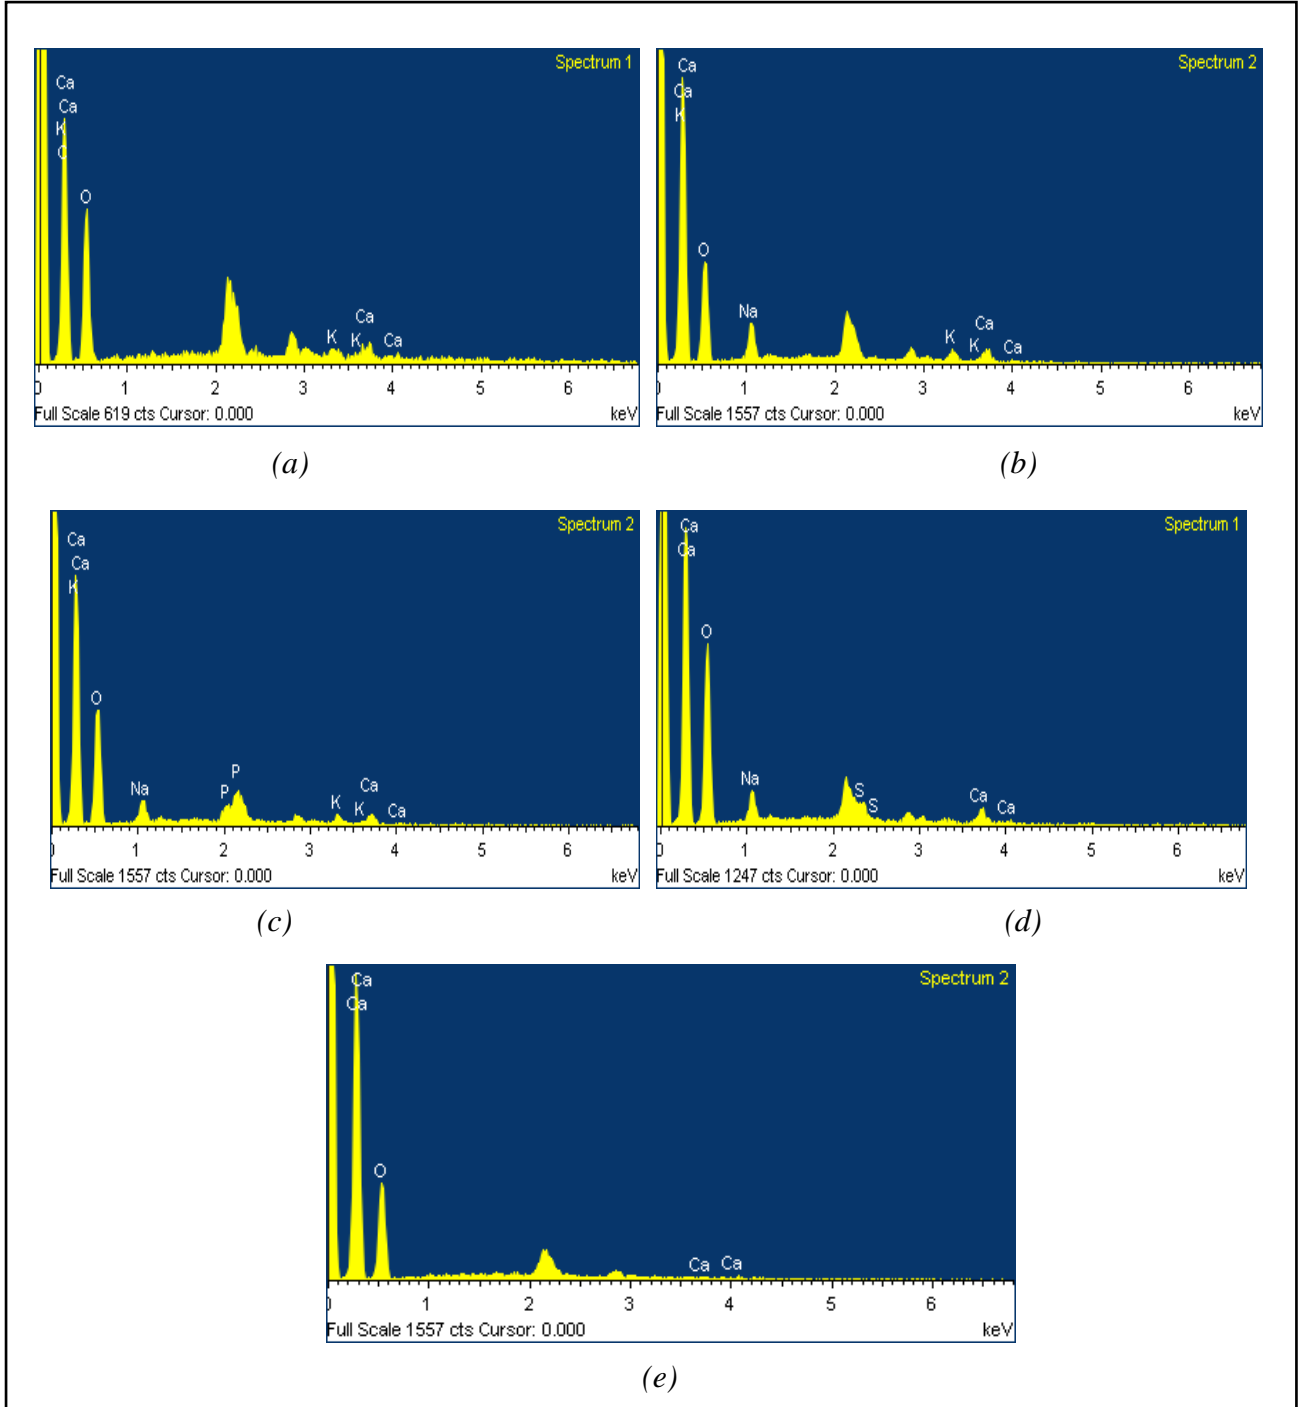 Spectrum 1
Ca
Ca
K
C
O
K
K
Ca
Ca
0 1 2 3 4 5 6
Full Scale 619 cts Cursor: 0.000 keV
(a)
Spectrum 2
Ca
Ca
K
O
Na
K
K
Ca
Ca
0 1 2 3 4 5 6
Full Scale 1557 cts Cursor: 0.000 keV
(b)
Spectrum 2
Ca
Ca
K
O
Na
P
P
K
K
Ca
Ca
0 1 2 3 4 5 6
Full Scale 1557 cts Cursor: 0.000 keV
(c)
Spectrum 1
Ca
Ca
O
Na
S
S
Ca
Ca
0 1 2 3 4 5 6
Full Scale 1247 cts Cursor: 0.000 keV
(d)
Spectrum 2
Ca
Ca
O
Ca
Ca
0 1 2 3 4 5 6
Full Scale 1557 cts Cursor: 0.000 keV
(e)